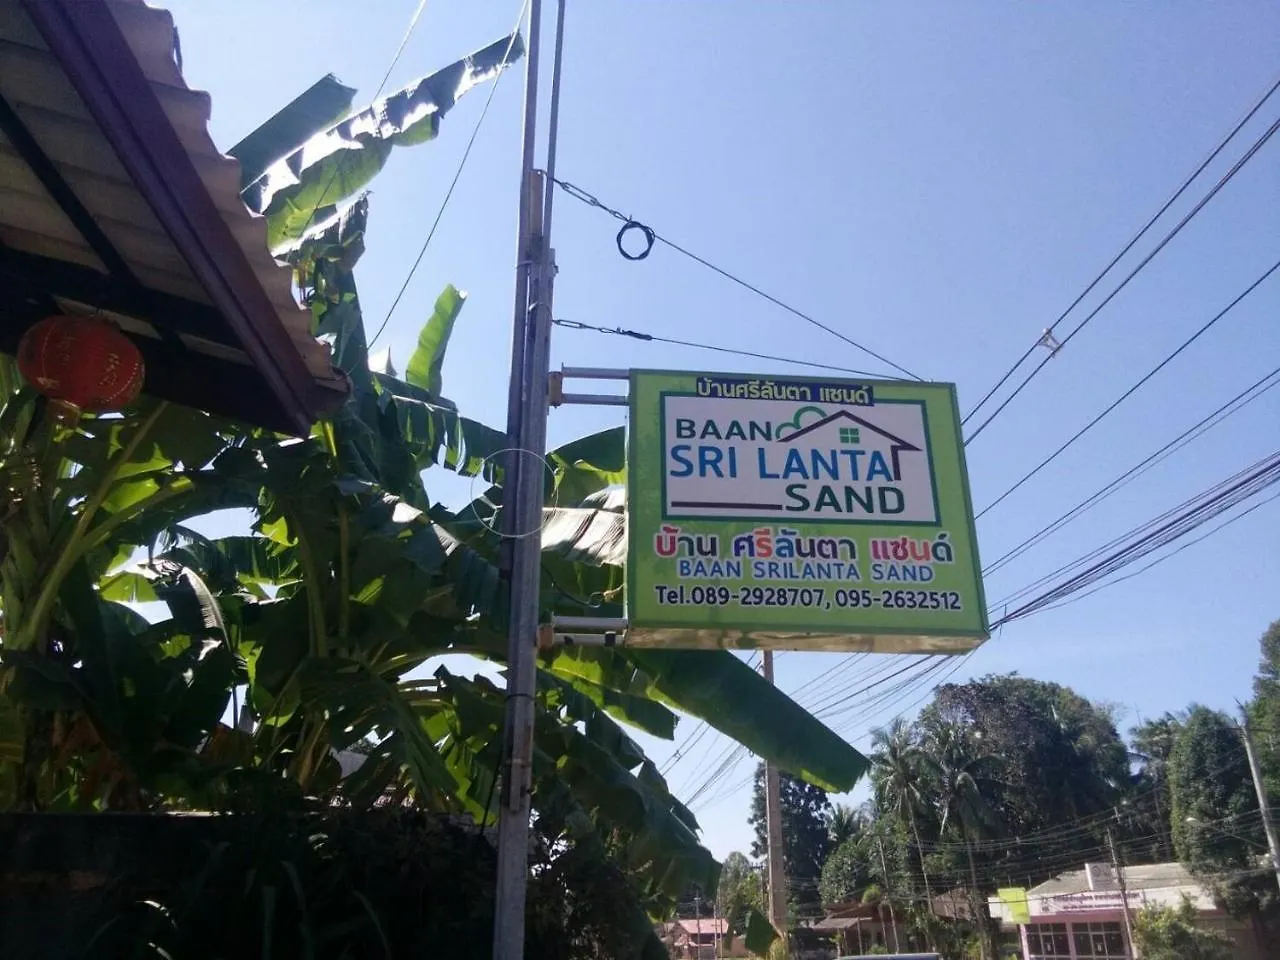 บ้านศรีลันตา แซนด์
BAAN
SRI LANTA
SAND
บ้าน ศรีลันตา แซนด์
BAAN SRILANTA SAND
Tel.089-2928707, 095-2632512